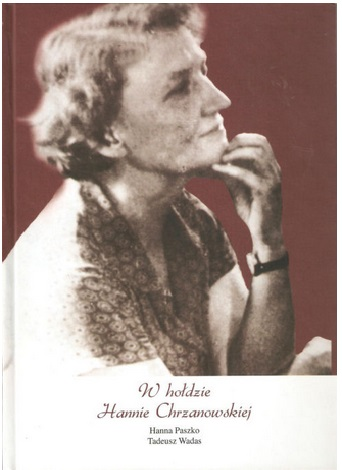 W hołdzie
Hannie Chrzanowskiej
Hanna Paszko
Tadeusz Wadas